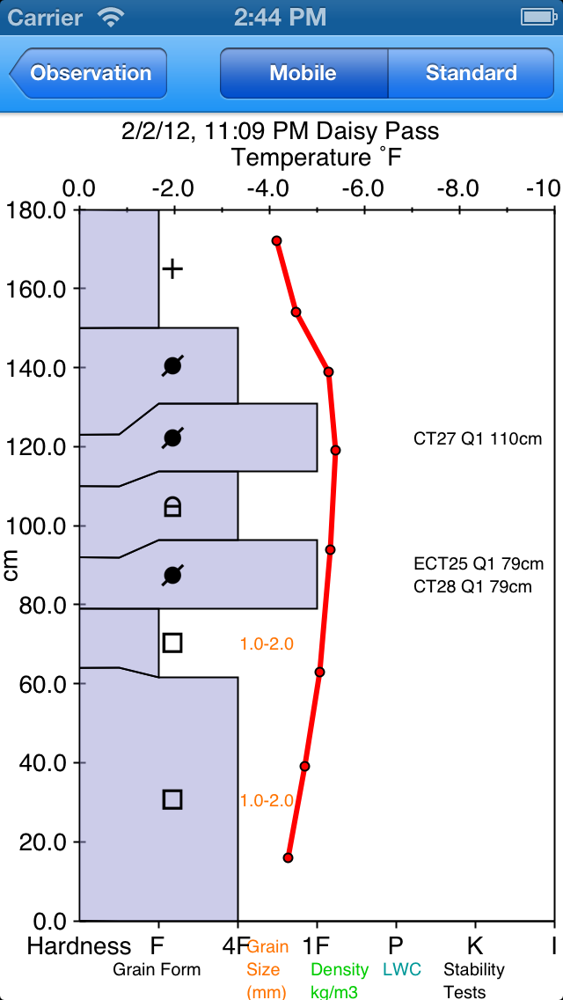 Carrier 2:44 PM
Observation Mobile Standard
2/2/12, 11:09 PM Daisy Pass
Temperature ˚F
0.0 -2.0 -4.0 -6.0 -8.0 -10
180.0
160.0
140.0
120.0
CT27 Q1 110cm
100.0
cm
ECT25 Q1 79cm
CT28 Q1 79cm
80.0
1.0-2.0
60.0
40.0
1.0-2.0
20.0
0.0
Hardness F 4F 1F P K I
Grain Form
Grain
Size
(mm)
Density
kg/m3
LWC
Stability
Tests